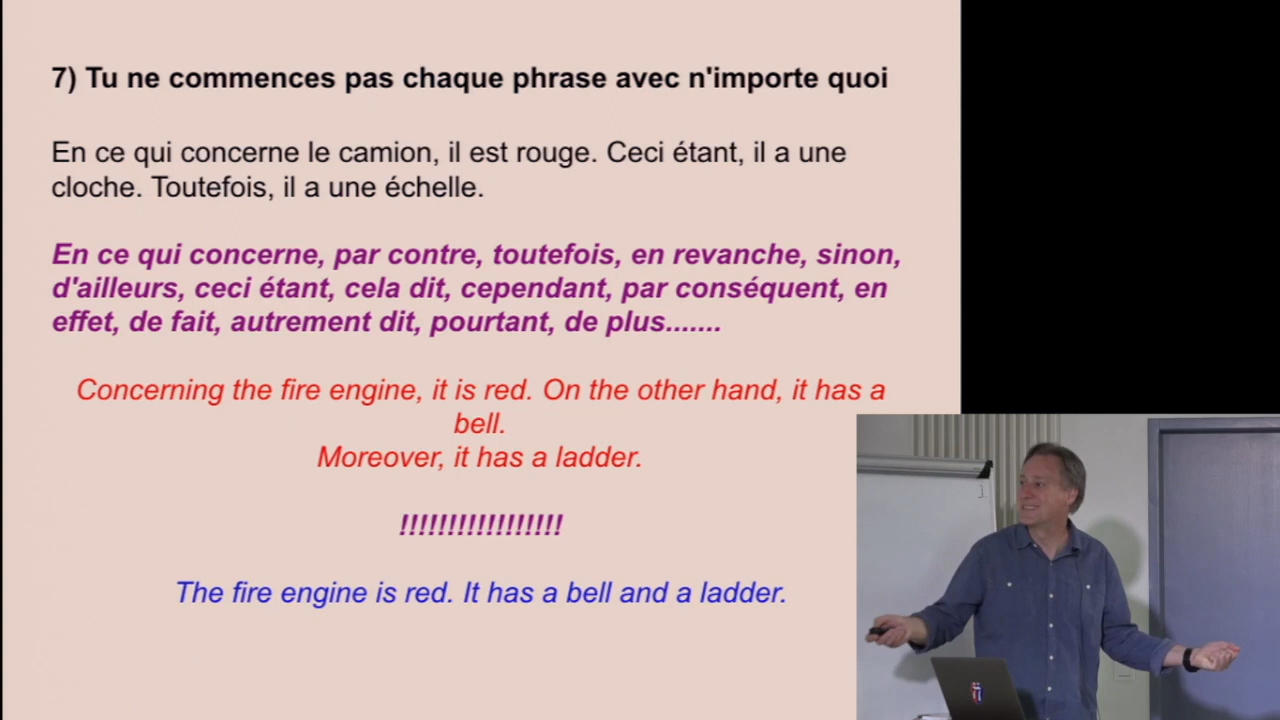 7) Tu ne commences pas chaque phrase avec n'importe quoi
En ce qui concerne le camion, il est rouge. Ceci étant, il a une
cloche. Toutefois, il a une échelle.
En ce qui concerne, par contre, toutefois, en revanche, sinon,
d'ailleurs, ceci étant, cela dit, cependant, par conséquent, en
effet, de fait, autrement dit, pourtant, de plus.......
Concerning the fire engine, it is red. On the other hand, it has a
bell.
Moreover, it has a ladder.
!!!!!!!!!!!!!!!!!
The fire engine is red. It has a bell and a ladder.